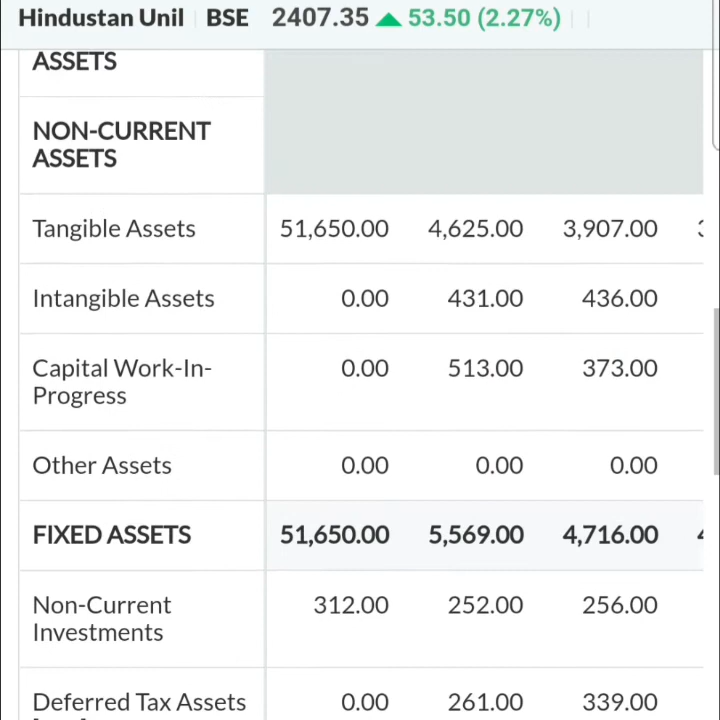 Hindustan Unil BSE 2407.35 ▲ 53.50 (2.27%)
ASSETS
NON-CURRENT
ASSETS
Tangible Assets 51,650.00 4,625.00 3,907.00
Intangible Assets 0.00 431.00 436.00
Capital Work-In-
Progress 0.00 513.00 373.00
Other Assets 0.00 0.00 0.00
FIXED ASSETS 51,650.00 5,569.00 4,716.00
Non-Current
Investments 312.00 252.00 256.00
Deferred Tax Assets 0.00 261.00 339.00